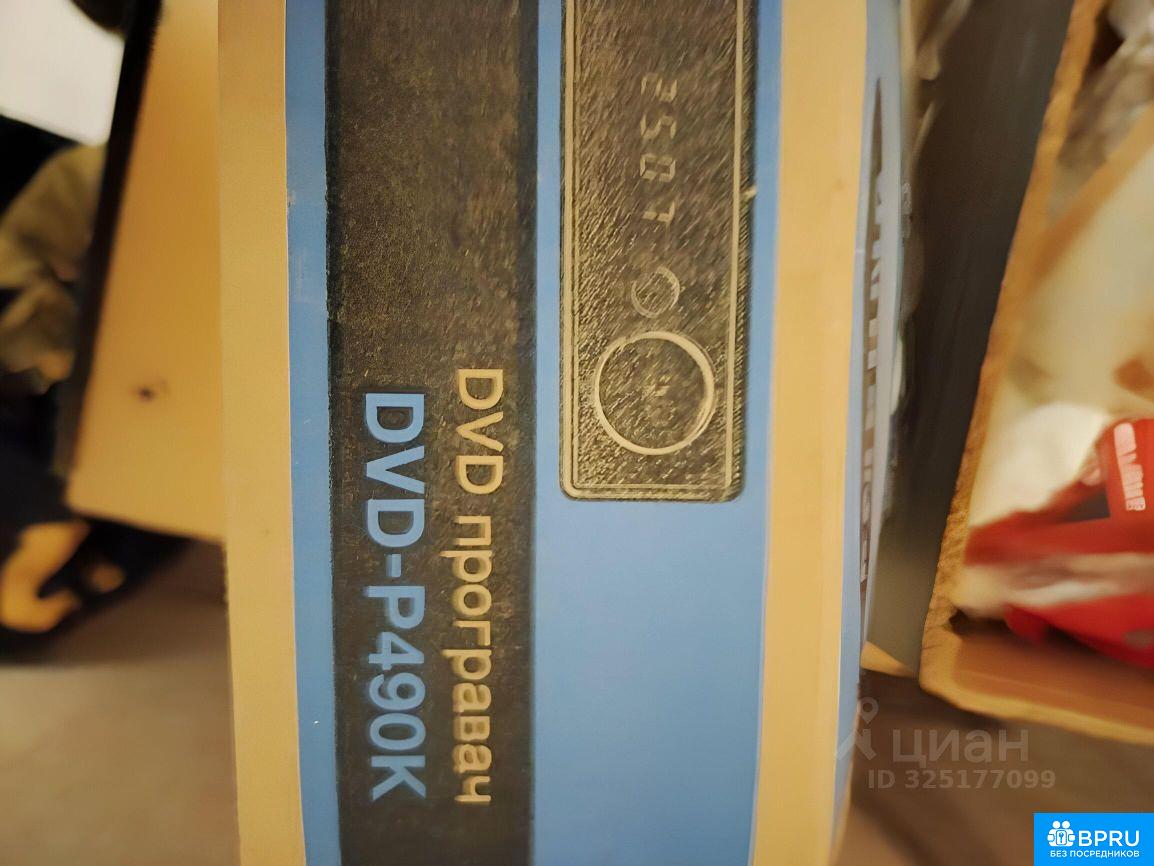 DVD програвач
DVD-P490K
циан
ID 325177099
BPRU
БЕЗ ПОСРЕДНИКОВ